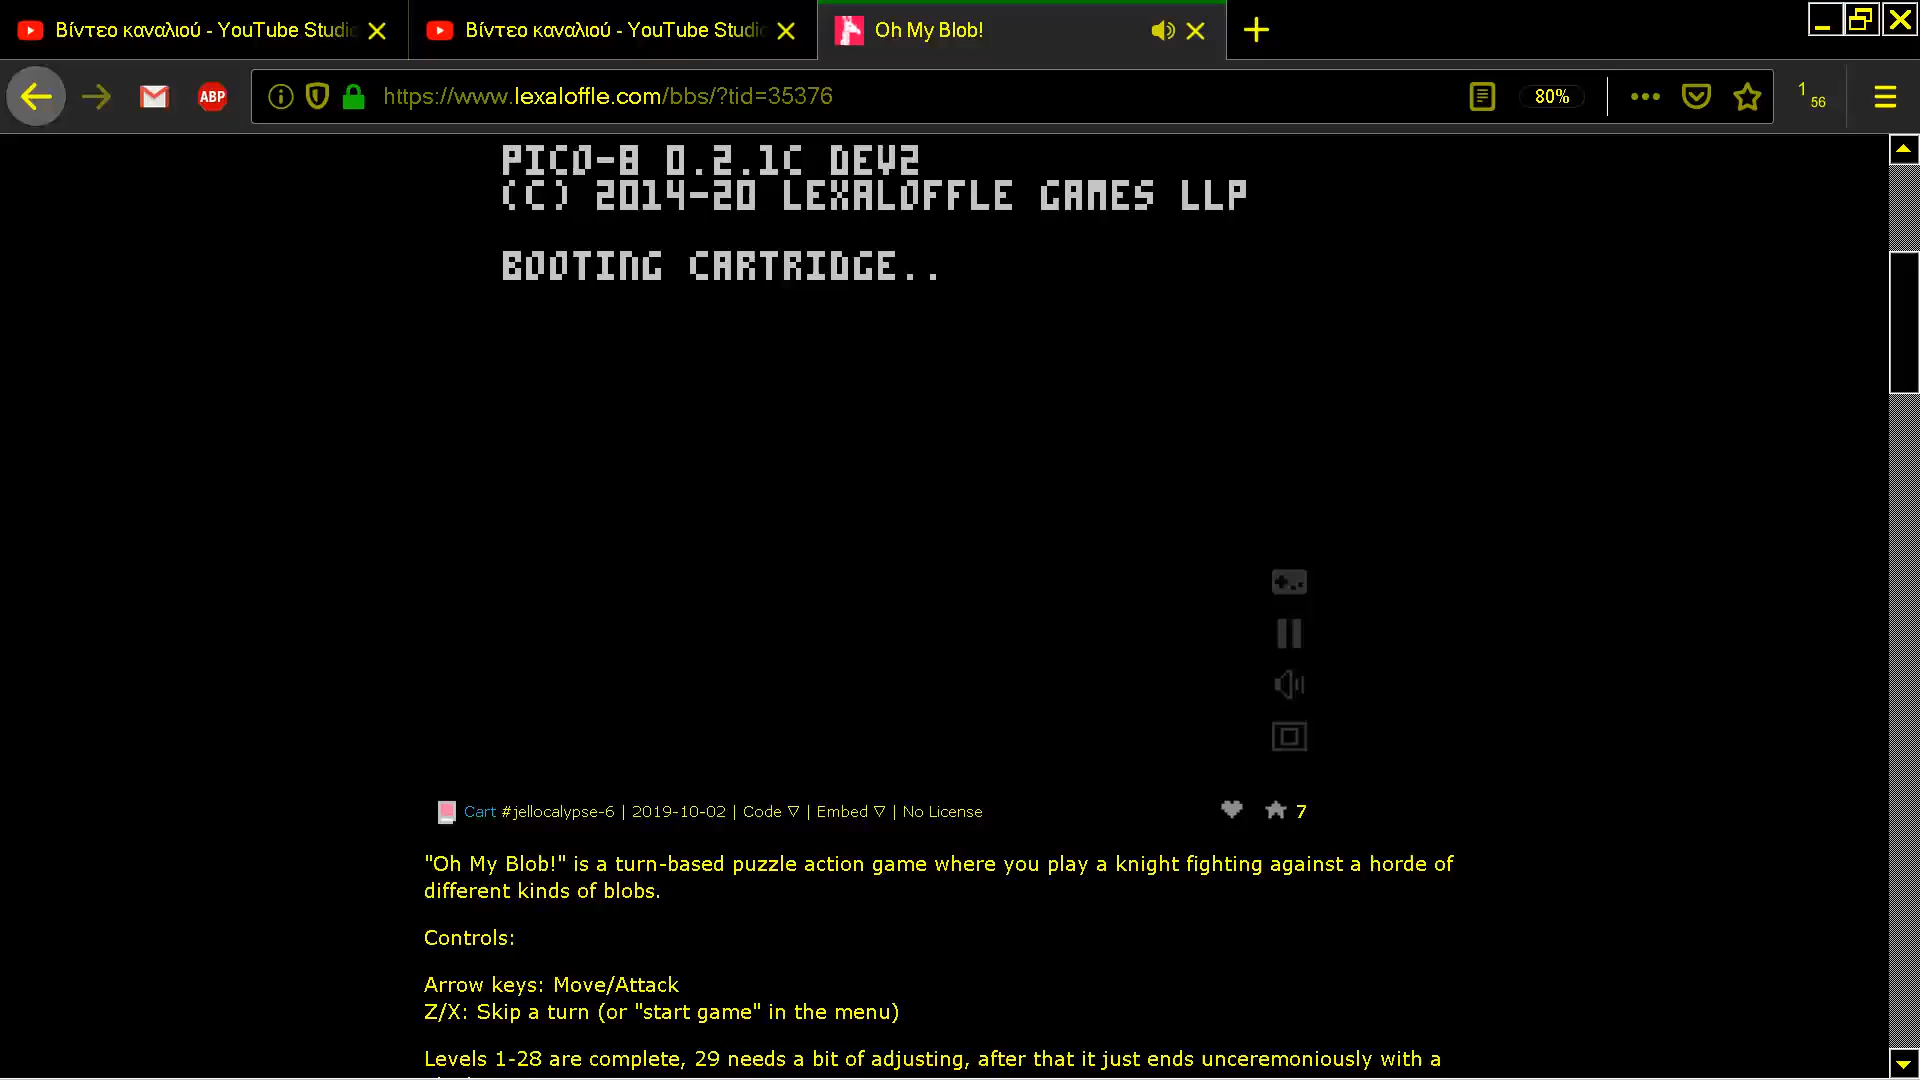 Βίντεο καναλιού - YouTube Studio
Βίντεο καναλιού - YouTube Studio
Oh My Blob!
ABP
https://www.lexaloffle.com/bbs/?tid=35376
80%
1
56
PICO-8 0.2.1C DEV2
(C) 2014-20 LEXALOFFLE GAMES LLP
BOOTING CARTRIDGE..
Cart #jellocalypse-6 | 2019-10-02 | Code ▽ | Embed ▽ | No License
7
"Oh My Blob!" is a turn-based puzzle action game where you play a knight fighting against a horde of
different kinds of blobs.
Controls:
Arrow keys: Move/Attack
Z/X: Skip a turn (or "start game" in the menu)
Levels 1-28 are complete, 29 needs a bit of adjusting, after that it just ends unceremoniously with a